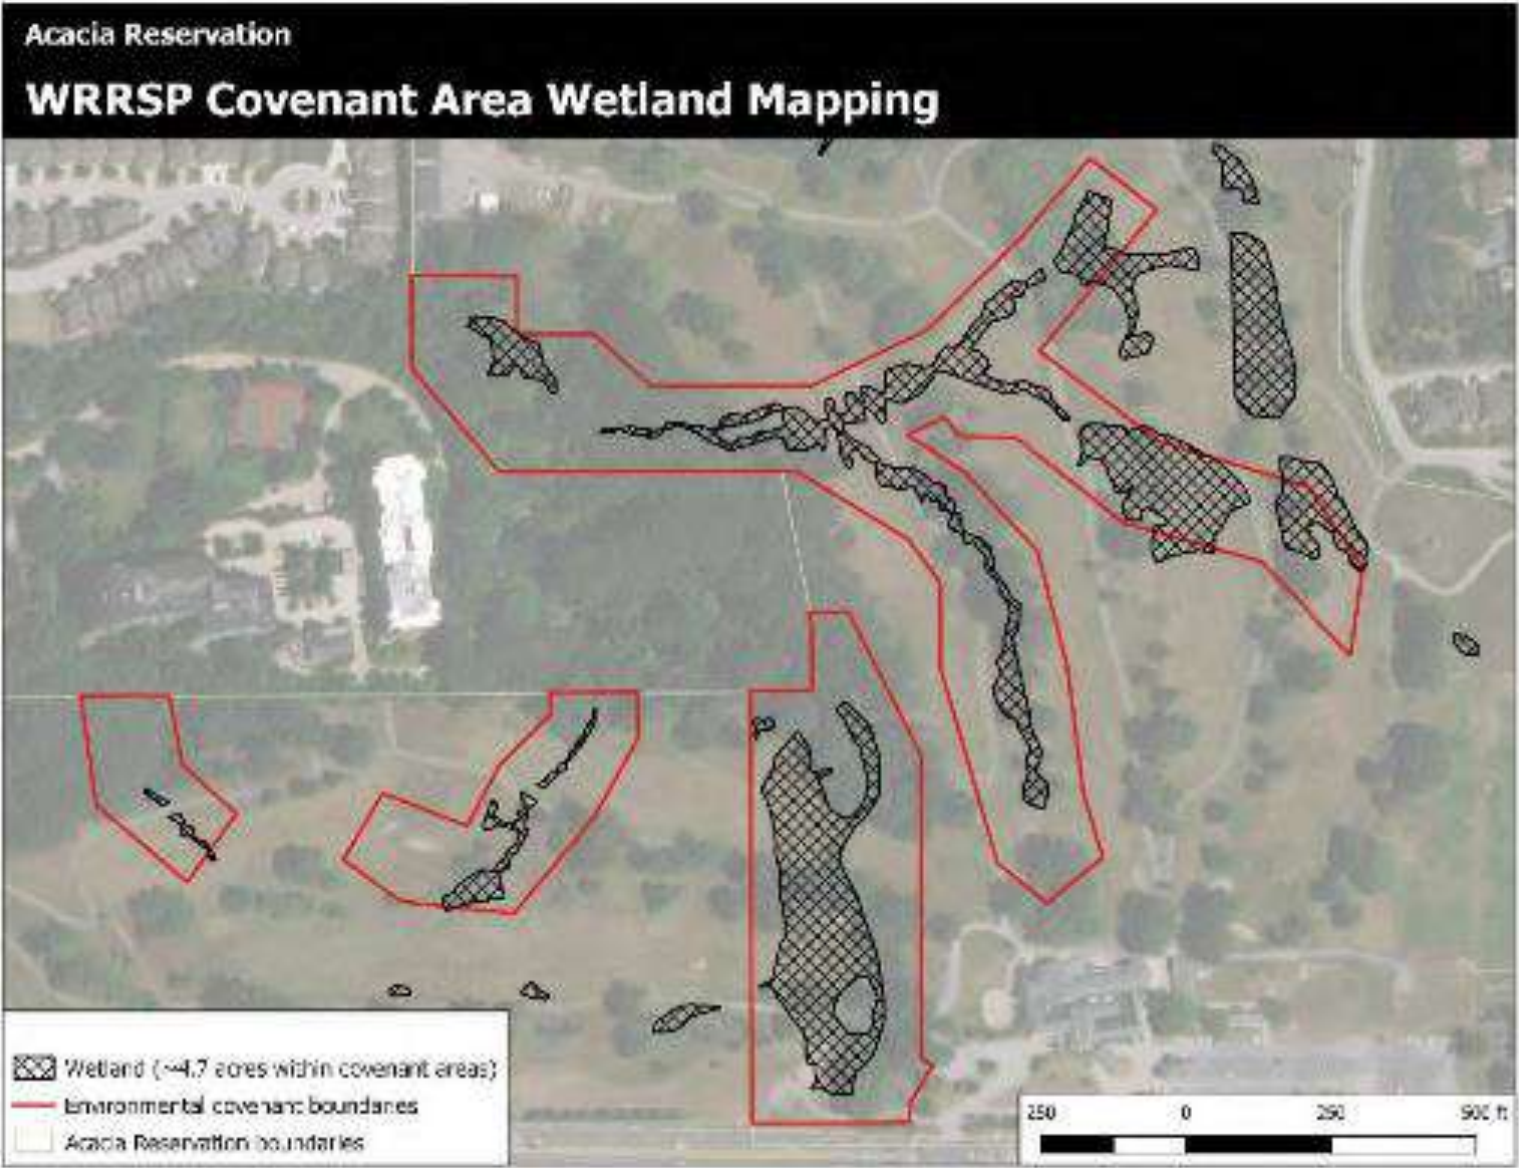 Acacia Reservation
WRRSP Covenant Area Wetland Mapping
Wetland (~4.7 acres within covenant areas)
Environmental covenant boundaries
Acacia Reservation boundaries
250 0 250 500 ft